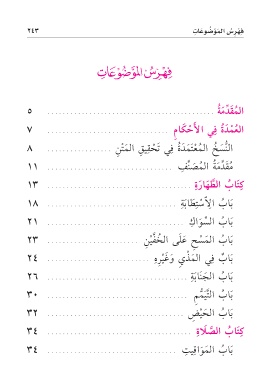 فِهْرِسُ المَوْضُوعَاتِ ٢٤٣
فِهْرِسُ المَوْضُوعَاتِ
المُقَدِّمَةُ ............ ٥
العُمْدَةُ فِي الأَحْكَامِ ............ ٧
النُّسَخُ المُعْتَمَدَةُ فِي تَحْقِيقِ المَتْنِ ............ ٨
مُقَدِّمَةُ المُصَنِّفِ ............ ١١
كِتَابُ الطَّهَارَةِ ............ ١٣
بَابُ الِاسْتِطَابَةِ ............ ١٨
بَابُ السِّوَاكِ ............ ٢١
بَابُ المَسْحِ عَلَى الخُفَّيْنِ ............ ٢٣
بَابٌ فِي المَذْيِ وَغَيْرِهِ ............ ٢٤
بَابُ الجَنَابَةِ ............ ٢٦
بَابُ التَّيَمُّمِ ............ ٣٠
بَابُ الحَيْضِ ............ ٣٢
كِتَابُ الصَّلَاةِ ............ ٣٤
بَابُ المَوَاقِيتِ ............ ٣٤